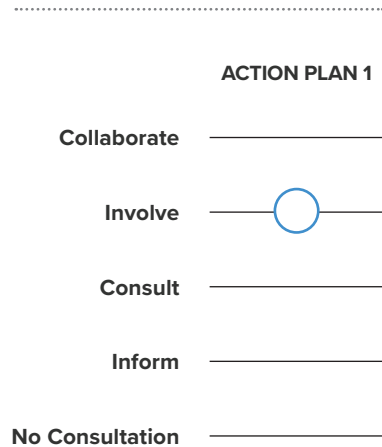 ACTION PLAN 1
Collaborate
Involve
Consult
Inform
No Consultation